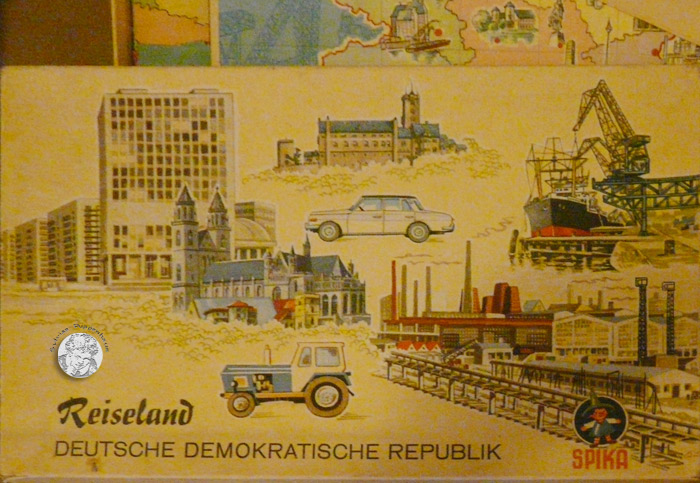 Reiseland
DEUTSCHE DEMOKRATISCHE REPUBLIK
SPIKA